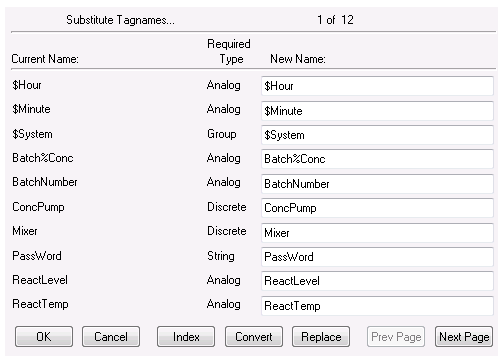 Substitute Tagnames... 1 of 12
Required
Current Name: Type New Name:
$Hour Analog $Hour
$Minute Analog $Minute
$System Group $System
Batch%Conc Analog Batch%Conc
BatchNumber Analog BatchNumber
ConcPump Discrete ConcPump
Mixer Discrete Mixer
PassWord String PassWord
ReactLevel Analog ReactLevel
ReactTemp Analog ReactTemp
OK Cancel Index Convert Replace Prev Page Next Page